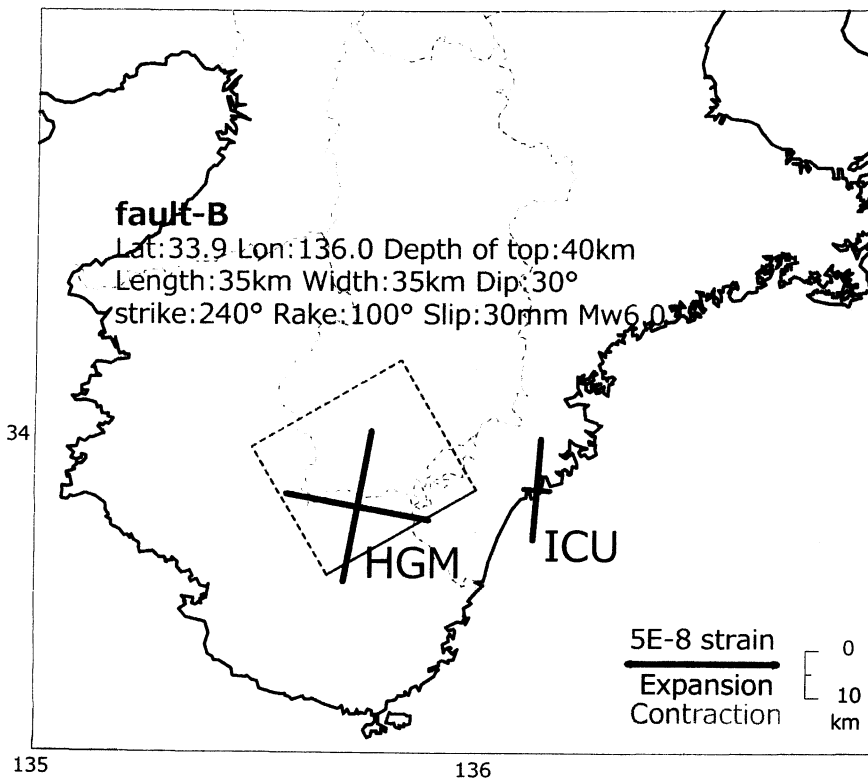 fault-B
Lat:33.9 Lon:136.0 Depth of top:40km
Length:35km Width:35km Dip:30°
strike:240° Rake:100° Slip:30mm Mw6.0
34
HGM
ICU
5E-8 strain
Expansion
Contraction
0
10
km
135
136